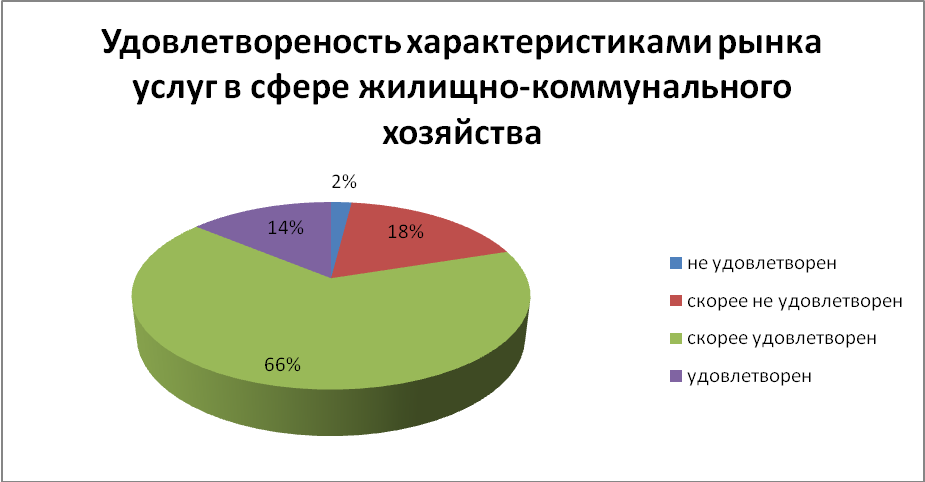 Удовлетвореность характеристиками рынка
услуг в сфере жилищно-коммунального
хозяйства
2%
14%
18%
66%
не удовлетворен
скорее не удовлетворен
скорее удовлетворен
удовлетворен